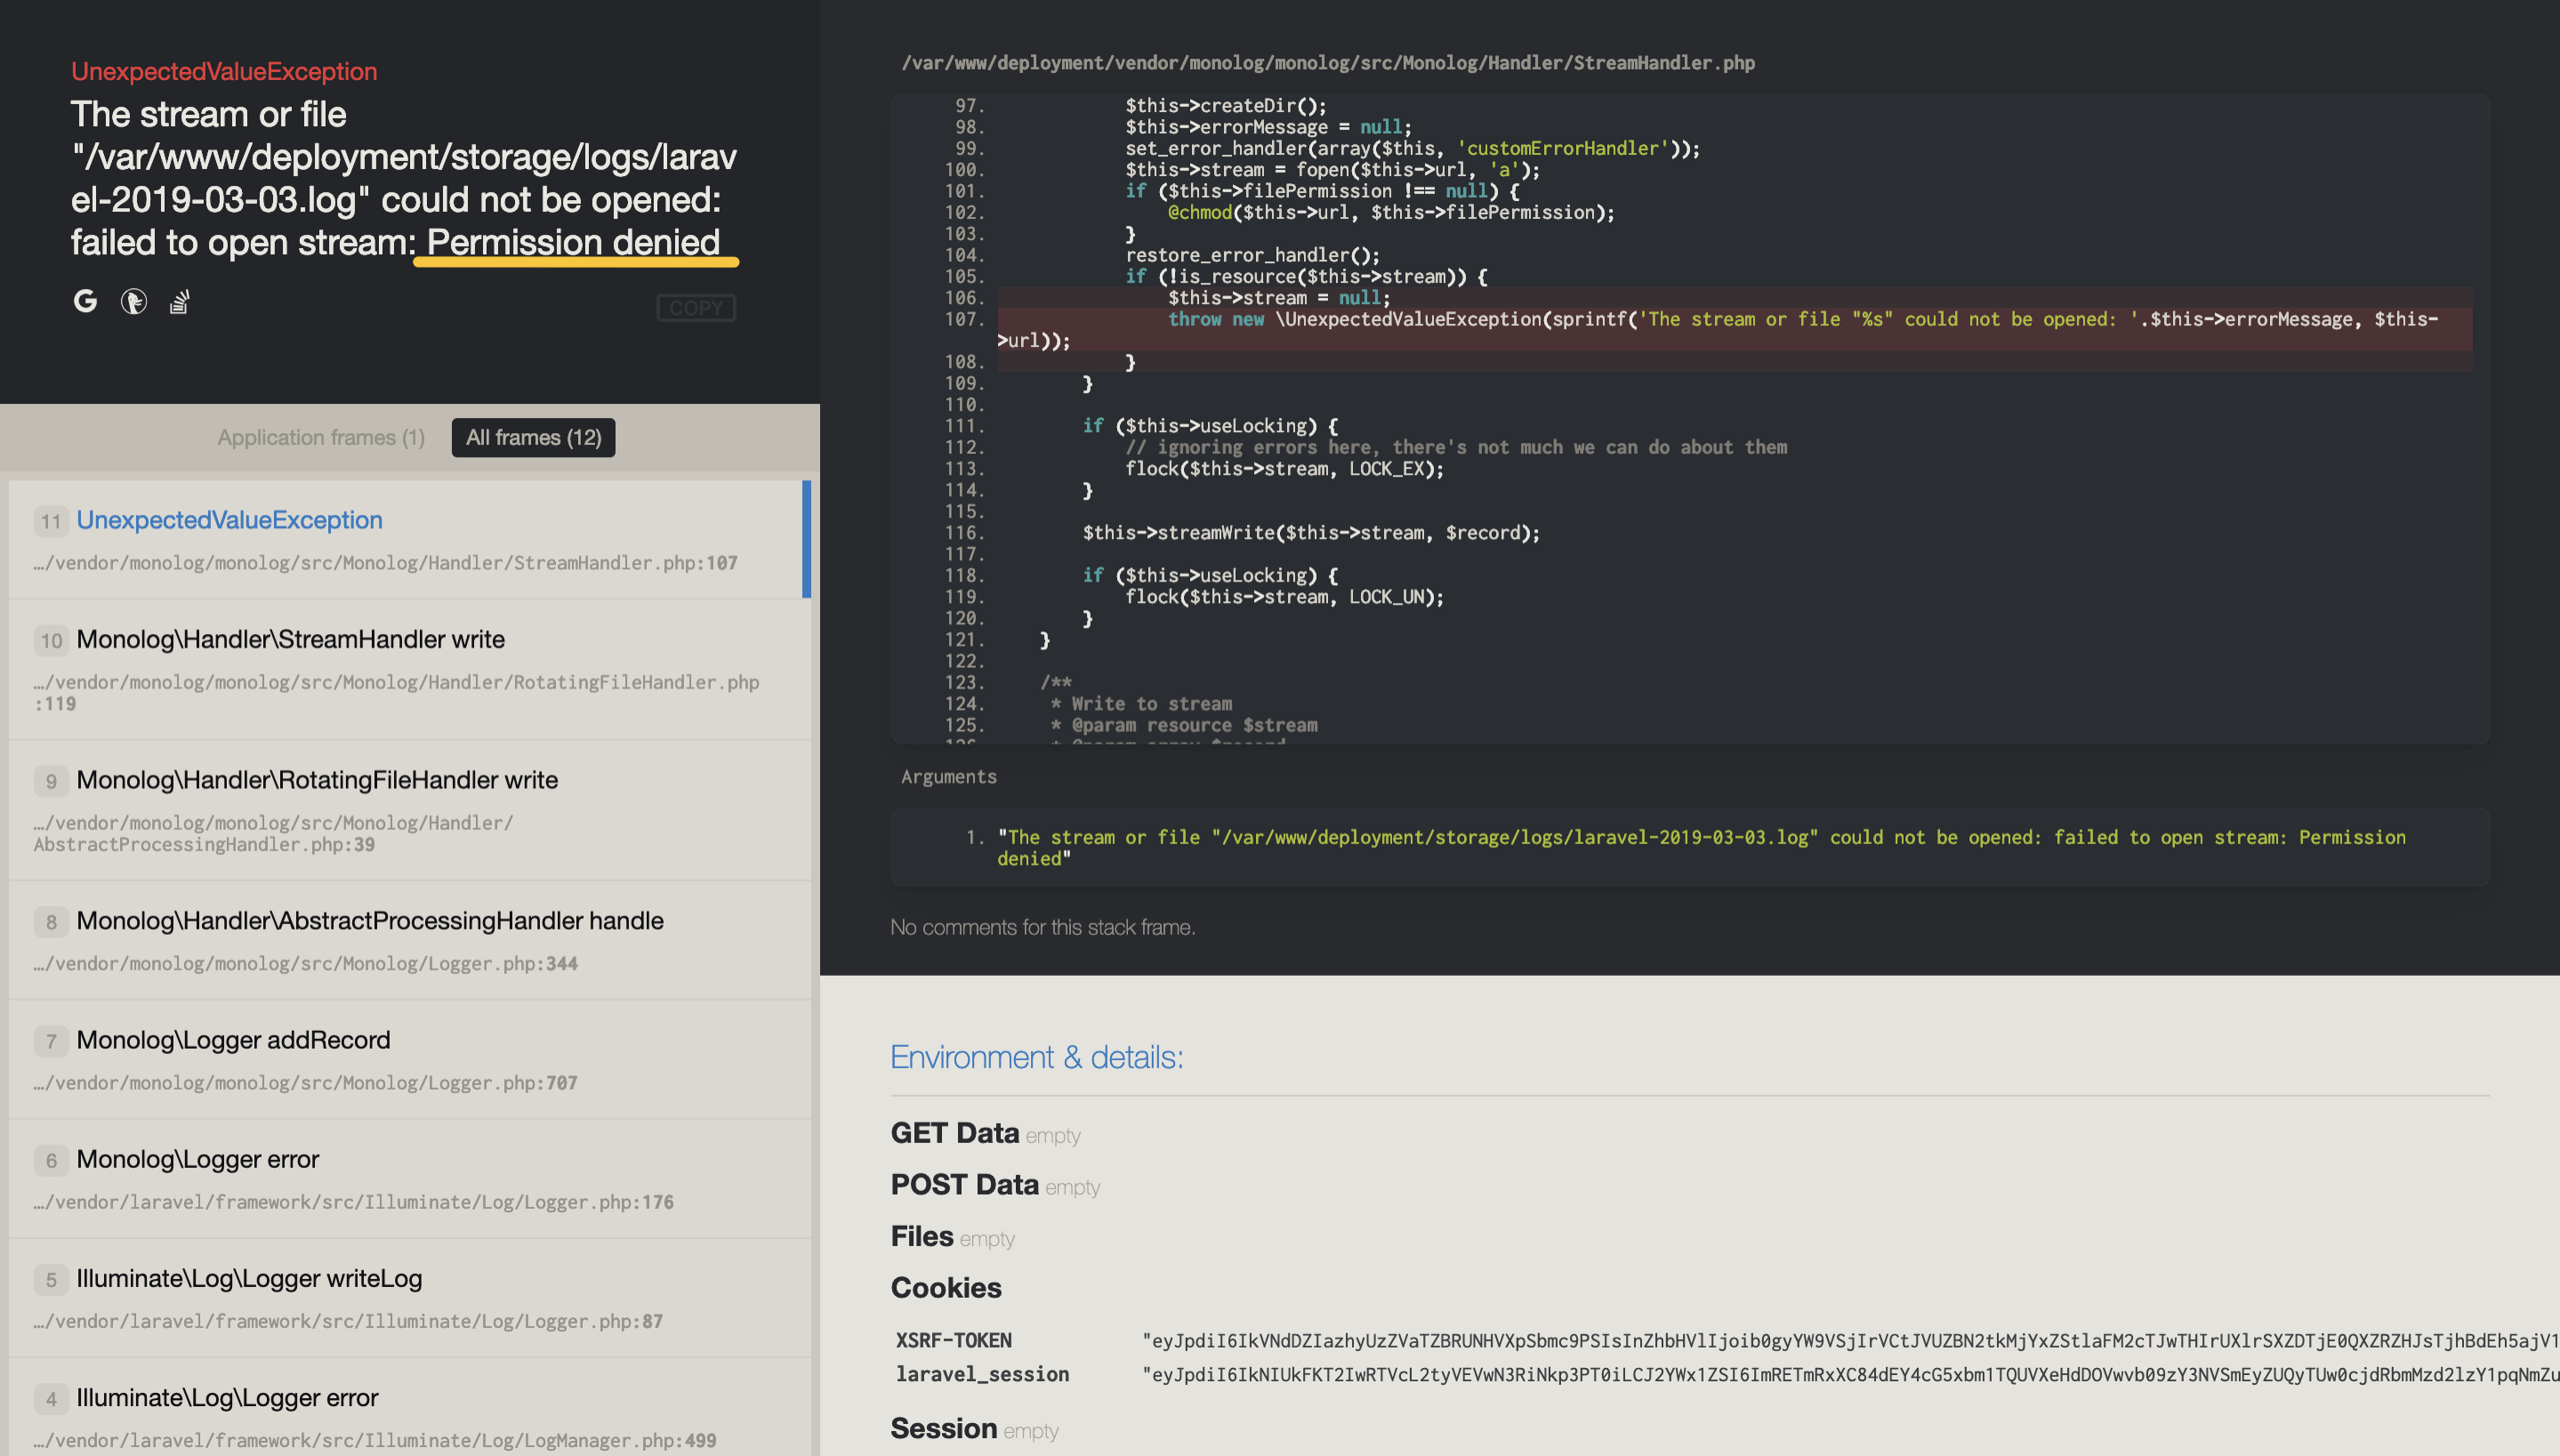 UnexpectedValueException
The stream or file
"/var/www/deployment/storage/logs/larav
el-2019-03-03.log" could not be opened:
failed to open stream: Permission denied
COPY
Application frames (1)
All frames (12)
11 UnexpectedValueException
…/vendor/monolog/monolog/src/Monolog/Handler/StreamHandler.php:107
10 Monolog\Handler\StreamHandler write
…/vendor/monolog/monolog/src/Monolog/Handler/RotatingFileHandler.php
:119
9 Monolog\Handler\RotatingFileHandler write
…/vendor/monolog/monolog/src/Monolog/Handler/
AbstractProcessingHandler.php:39
8 Monolog\Handler\AbstractProcessingHandler handle
…/vendor/monolog/monolog/src/Monolog/Logger.php:344
7 Monolog\Logger addRecord
…/vendor/monolog/monolog/src/Monolog/Logger.php:707
6 Monolog\Logger error
…/vendor/laravel/framework/src/Illuminate/Log/Logger.php:176
5 Illuminate\Log\Logger writeLog
…/vendor/laravel/framework/src/Illuminate/Log/Logger.php:87
4 Illuminate\Log\Logger error
…/vendor/laravel/framework/src/Illuminate/Log/LogManager.php:499
/var/www/deployment/vendor/monolog/monolog/src/Monolog/Handler/StreamHandler.php
97. $this->createDir();
98. $this->errorMessage = null;
99. set_error_handler(array($this, 'customErrorHandler'));
100. $this->stream = fopen($this->url, 'a');
101. if ($this->filePermission !== null) {
102. @chmod($this->url, $this->filePermission);
103. }
104. restore_error_handler();
105. if (!is_resource($this->stream)) {
106. $this->stream = null;
107. throw new \UnexpectedValueException(sprintf('The stream or file "%s" could not be opened: '.$this->errorMessage, $this-
>url));
108. }
109. }
110.
111. if ($this->useLocking) {
112. // ignoring errors here, there's not much we can do about them
113. flock($this->stream, LOCK_EX);
114. }
115.
116. $this->streamWrite($this->stream, $record);
117.
118. if ($this->useLocking) {
119. flock($this->stream, LOCK_UN);
120. }
121. }
122.
123. /**
124. * Write to stream
125. * @param resource $stream
126. * @param array $record
Arguments
1. "The stream or file "/var/www/deployment/storage/logs/laravel-2019-03-03.log" could not be opened: failed to open stream: Permission
denied"
No comments for this stack frame.
Environment & details:
GET Data empty
POST Data empty
Files empty
Cookies
XSRF-TOKEN
laravel_session
Session empty